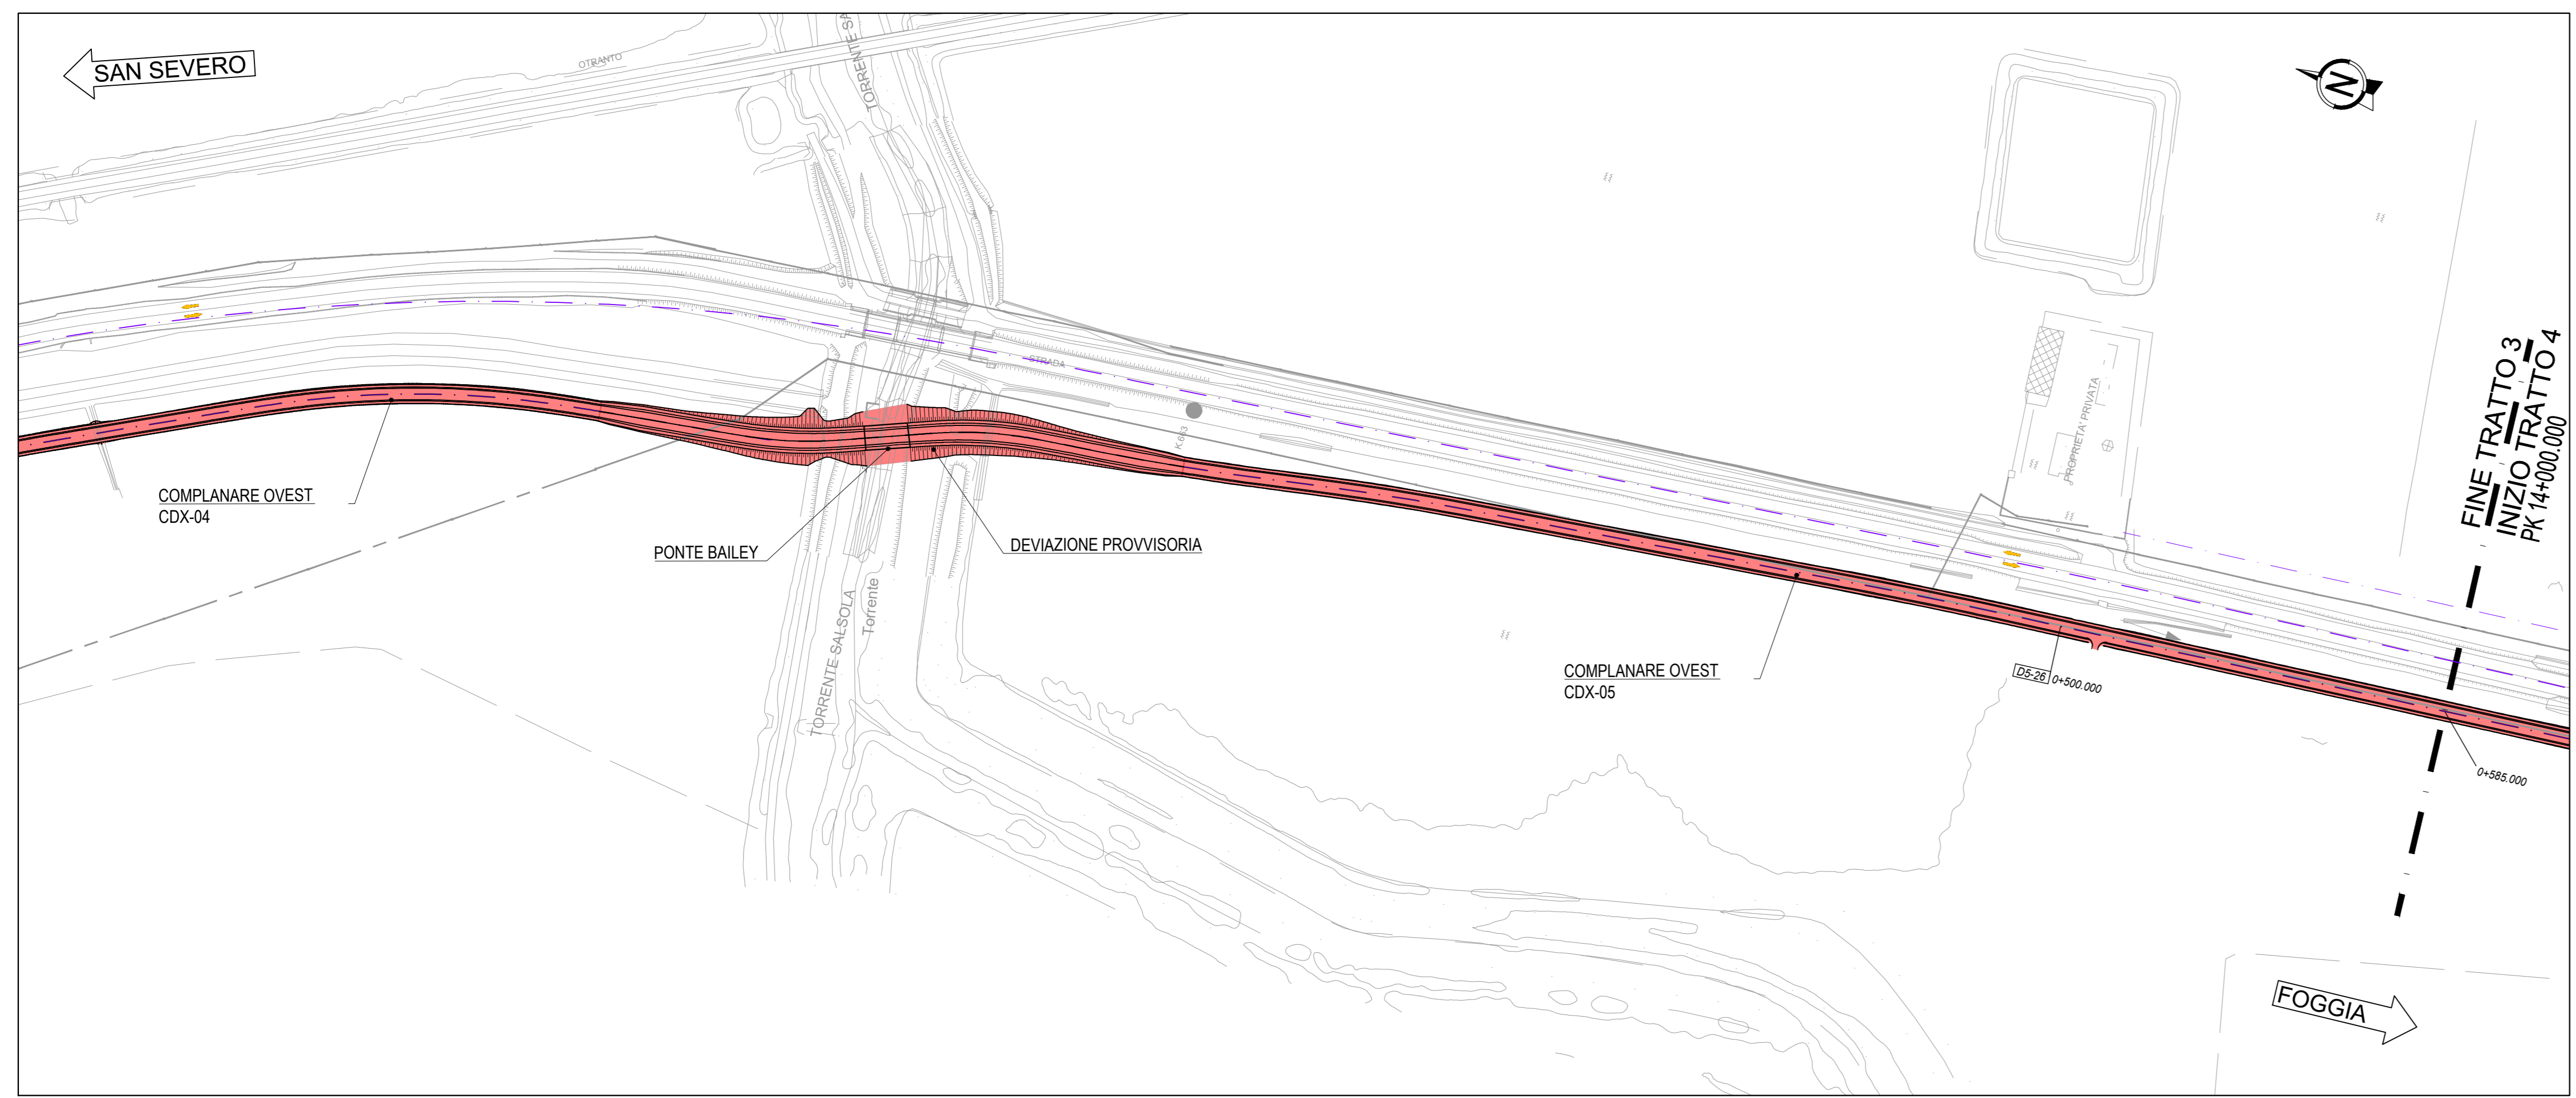 SAN SEVERO
OTRANTO
TORRENTE SA
N
STRADA
K.663
PROPRIETA' PRIVATA
FINE TRATTO 3
INIZIO TRATTO 4
PK 14+000.000
COMPLANARE OVEST
CDX-04
PONTE BAILEY
DEVIAZIONE PROVVISORIA
TORRENTE SALSOLA
Torrente
COMPLANARE OVEST
CDX-05
D5-26 0+500.000
0+585.000
FOGGIA